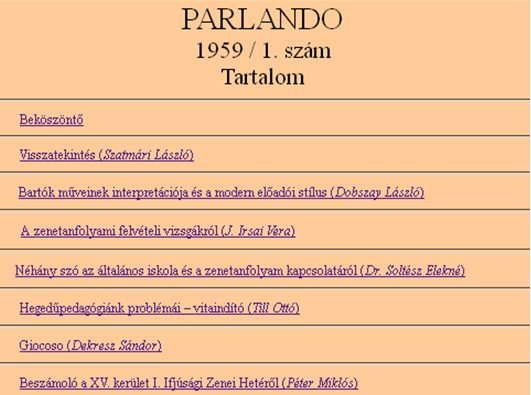 PARLANDO
1959 / 1. szám
Tartalom
Beköszöntő
Visszatekintés (Szatmári László)
Bartók műveinek interpretációja és a modern előadói stílus (Dobszay László)
A zenetanfolyami felvételi vizsgákról (J. Irsai Vera)
Néhány szó az általános iskola és a zenetanfolyam kapcsolatáról (Dr. Soltész Elekné)
Hegedűpedagógiánk problémái – vitaindító (Till Ottó)
Giocoso (Dekresz Sándor)
Beszámoló a XV. kerület I. Ifjúsági Zenei Hetéről (Péter Miklós)